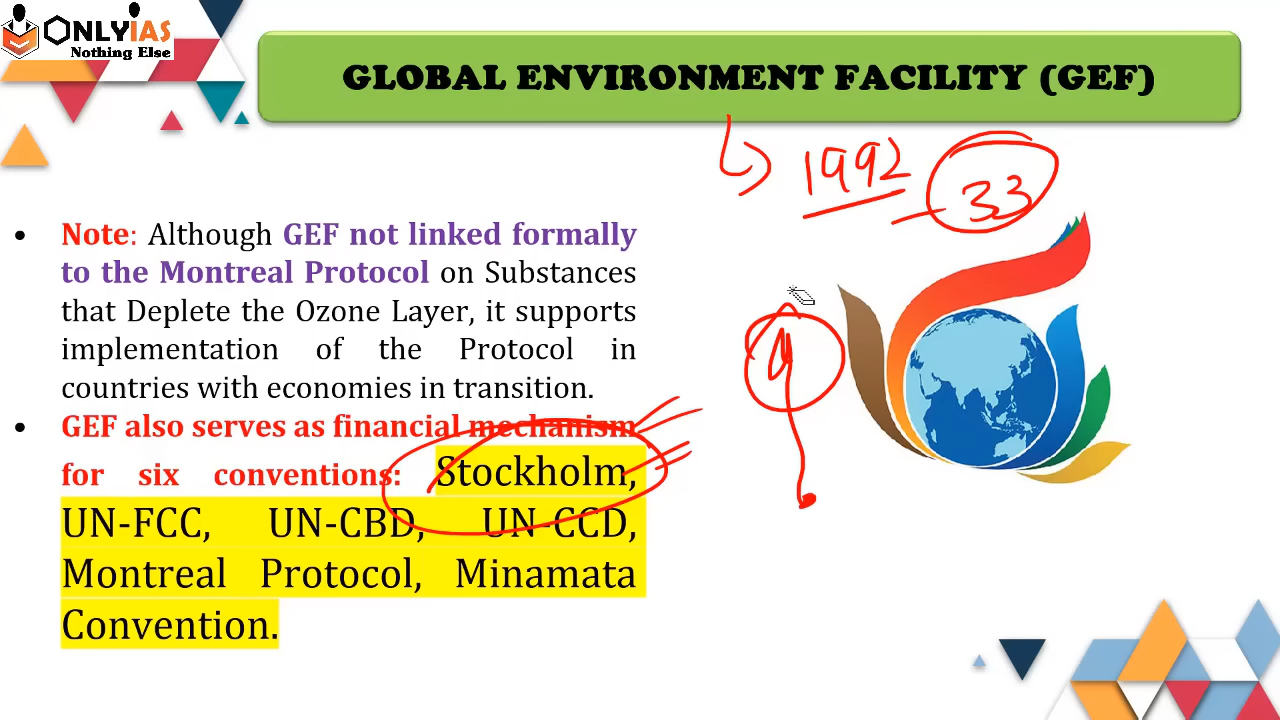 ONLYIAS
Nothing Else
GLOBAL ENVIRONMENT FACILITY (GEF)
1992
33
• Note: Although GEF not linked formally
to the Montreal Protocol on Substances
that Deplete the Ozone Layer, it supports
implementation of the Protocol in
countries with economies in transition.
• GEF also serves as financial mechanism
for six conventions: Stockholm,
UN-FCC, UN-CBD, UN-CCD,
Montreal Protocol, Minamata
Convention.